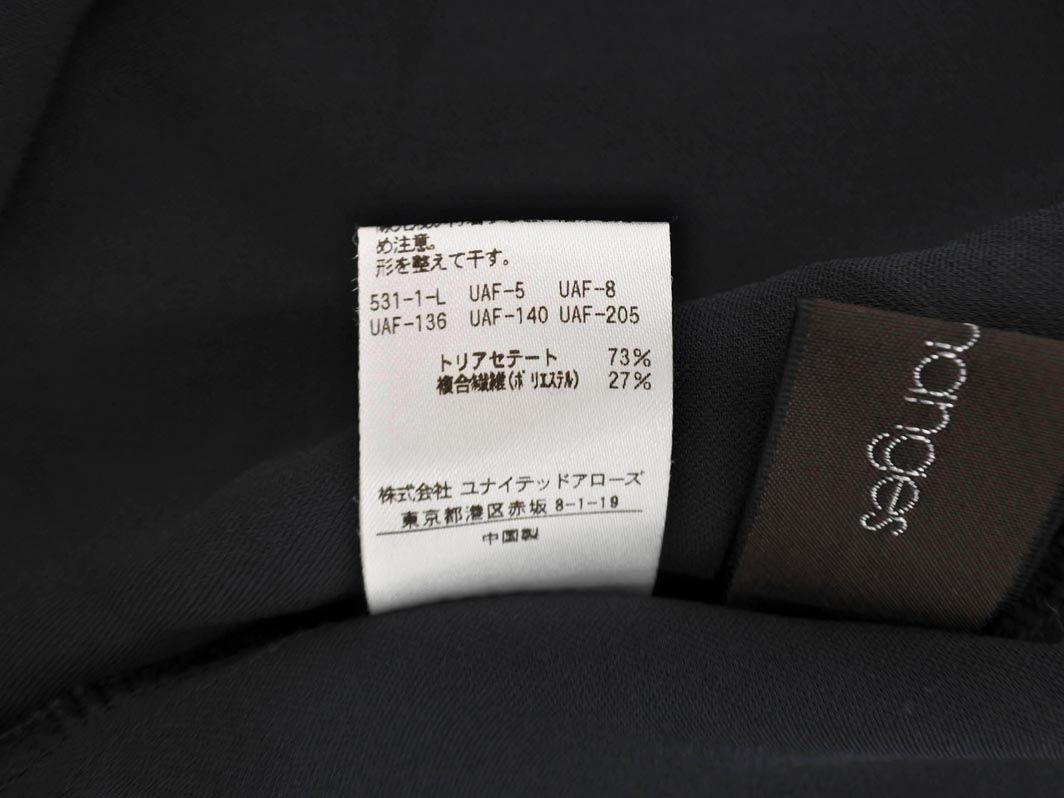 め注意。
形を整えて干す。
531-1-L UAF-5 UAF-8
UAF-136 UAF-140 UAF-205
トリアセテート 73%
複合繊維(ポリエステル) 27%
株式会社 ユナイテッドアローズ
東京都港区赤坂 8-1-19
中国製